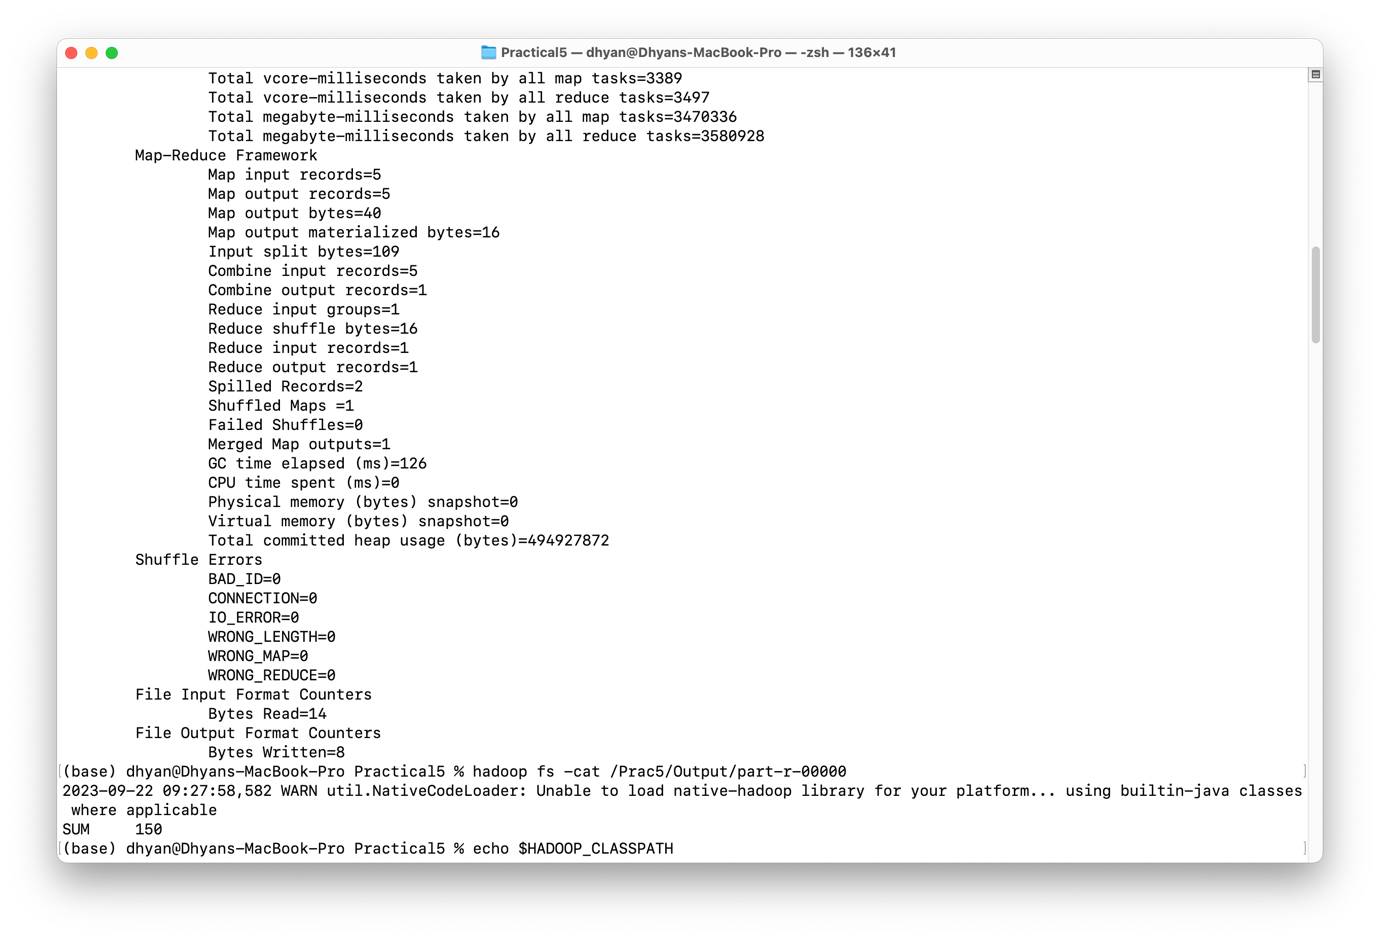 Practical5 — dhyan@Dhyans-MacBook-Pro — -zsh — 136×41
Total vcore-milliseconds taken by all map tasks=3389
Total vcore-milliseconds taken by all reduce tasks=3497
Total megabyte-milliseconds taken by all map tasks=3470336
Total megabyte-milliseconds taken by all reduce tasks=3580928
Map-Reduce Framework
Map input records=5
Map output records=5
Map output bytes=40
Map output materialized bytes=16
Input split bytes=109
Combine input records=5
Combine output records=1
Reduce input groups=1
Reduce shuffle bytes=16
Reduce input records=1
Reduce output records=1
Spilled Records=2
Shuffled Maps =1
Failed Shuffles=0
Merged Map outputs=1
GC time elapsed (ms)=126
CPU time spent (ms)=0
Physical memory (bytes) snapshot=0
Virtual memory (bytes) snapshot=0
Total committed heap usage (bytes)=494927872
Shuffle Errors
BAD_ID=0
CONNECTION=0
IO_ERROR=0
WRONG_LENGTH=0
WRONG_MAP=0
WRONG_REDUCE=0
File Input Format Counters
Bytes Read=14
File Output Format Counters
Bytes Written=8
[(base) dhyan@Dhyans-MacBook-Pro Practical5 % hadoop fs -cat /Prac5/Output/part-r-00000 ]
2023-09-22 09:27:58,582 WARN util.NativeCodeLoader: Unable to load native-hadoop library for your platform... using builtin-java classes
where applicable
SUM 150
[(base) dhyan@Dhyans-MacBook-Pro Practical5 % echo $HADOOP_CLASSPATH ]